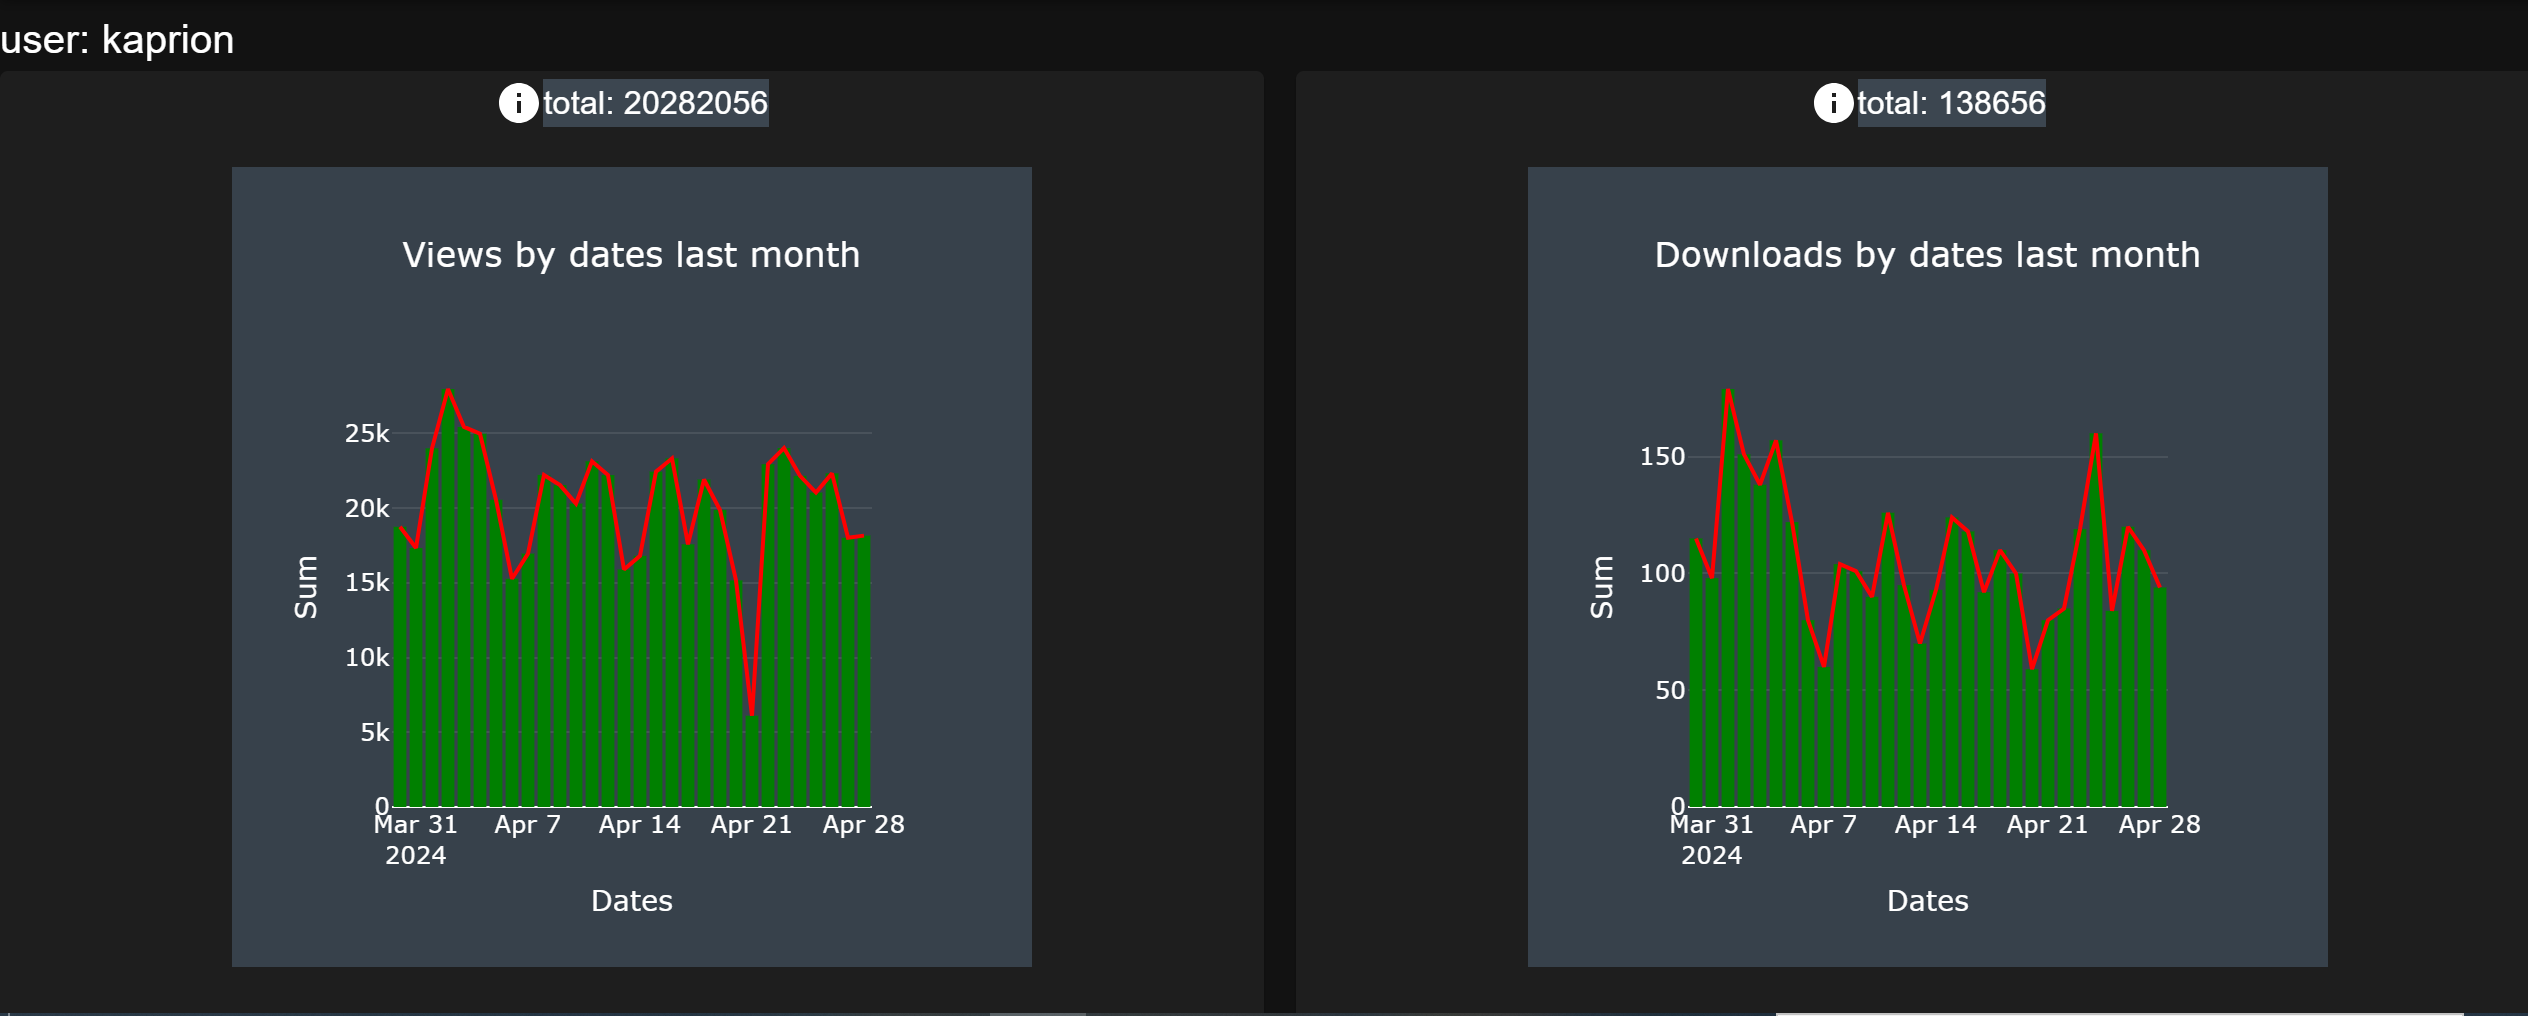 user: kaprion
total: 20282056
Views by dates last month
25k
20k
15k
10k
5k
0
Sum
Mar 31 Apr 7 Apr 14 Apr 21 Apr 28
2024
Dates
total: 138656
Downloads by dates last month
150
100
50
0
Sum
Mar 31 Apr 7 Apr 14 Apr 21 Apr 28
2024
Dates